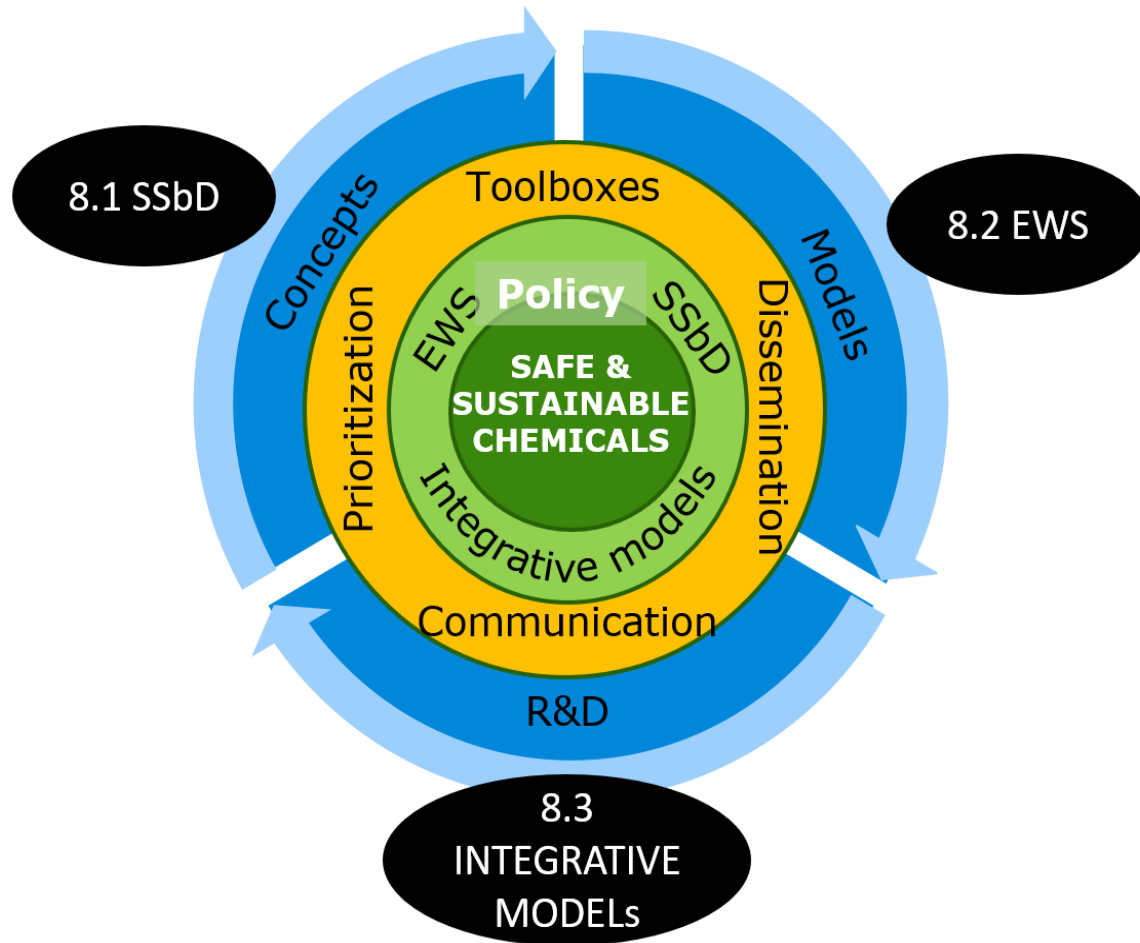 8.1 SSbD
Concepts
Toolboxes
Models
8.2 EWS
Prioritization
Dissemination
EWS
Policy
SSbD
SAFE &
SUSTAINABLE
CHEMICALS
Integrative models
Communication
R&D
8.3
INTEGRATIVE
MODELs